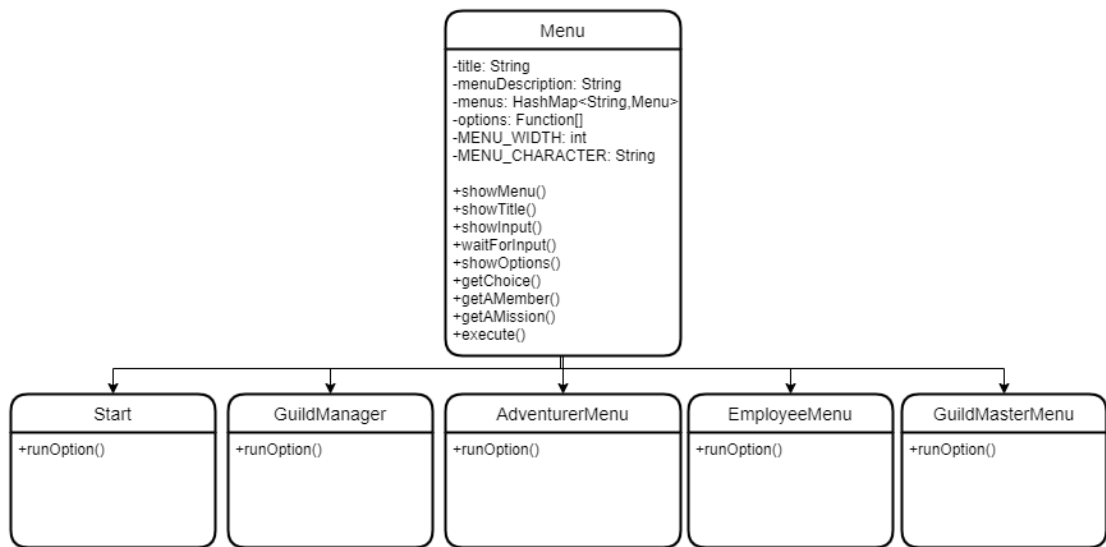 Menu
-title: String
-menuDescription: String
-menus: HashMap<String,Menu>
-options: Function[]
-MENU_WIDTH: int
-MENU_CHARACTER: String
+showMenu()
+showTitle()
+showInput()
+waitForInput()
+showOptions()
+getChoice()
+getAMember()
+getAMission()
+execute()
Start
+runOption()
GuildManager
+runOption()
AdventurerMenu
+runOption()
EmployeeMenu
+runOption()
GuildMasterMenu
+runOption()